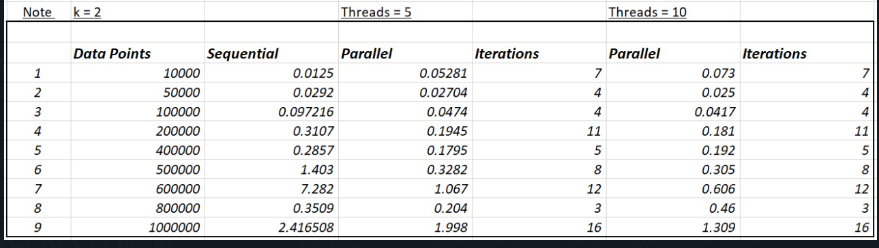 Note k = 2 Threads = 5 Threads = 10
Data Points Sequential Parallel Iterations Parallel Iterations
1 10000 0.0125 0.05281 7 0.073 7
2 50000 0.0292 0.02704 4 0.025 4
3 100000 0.097216 0.0474 4 0.0417 4
4 200000 0.3107 0.1945 11 0.181 11
5 400000 0.2857 0.1795 5 0.192 5
6 500000 1.403 0.3282 8 0.305 8
7 600000 7.282 1.067 12 0.606 12
8 800000 0.3509 0.204 3 0.46 3
9 1000000 2.416508 1.998 16 1.309 16